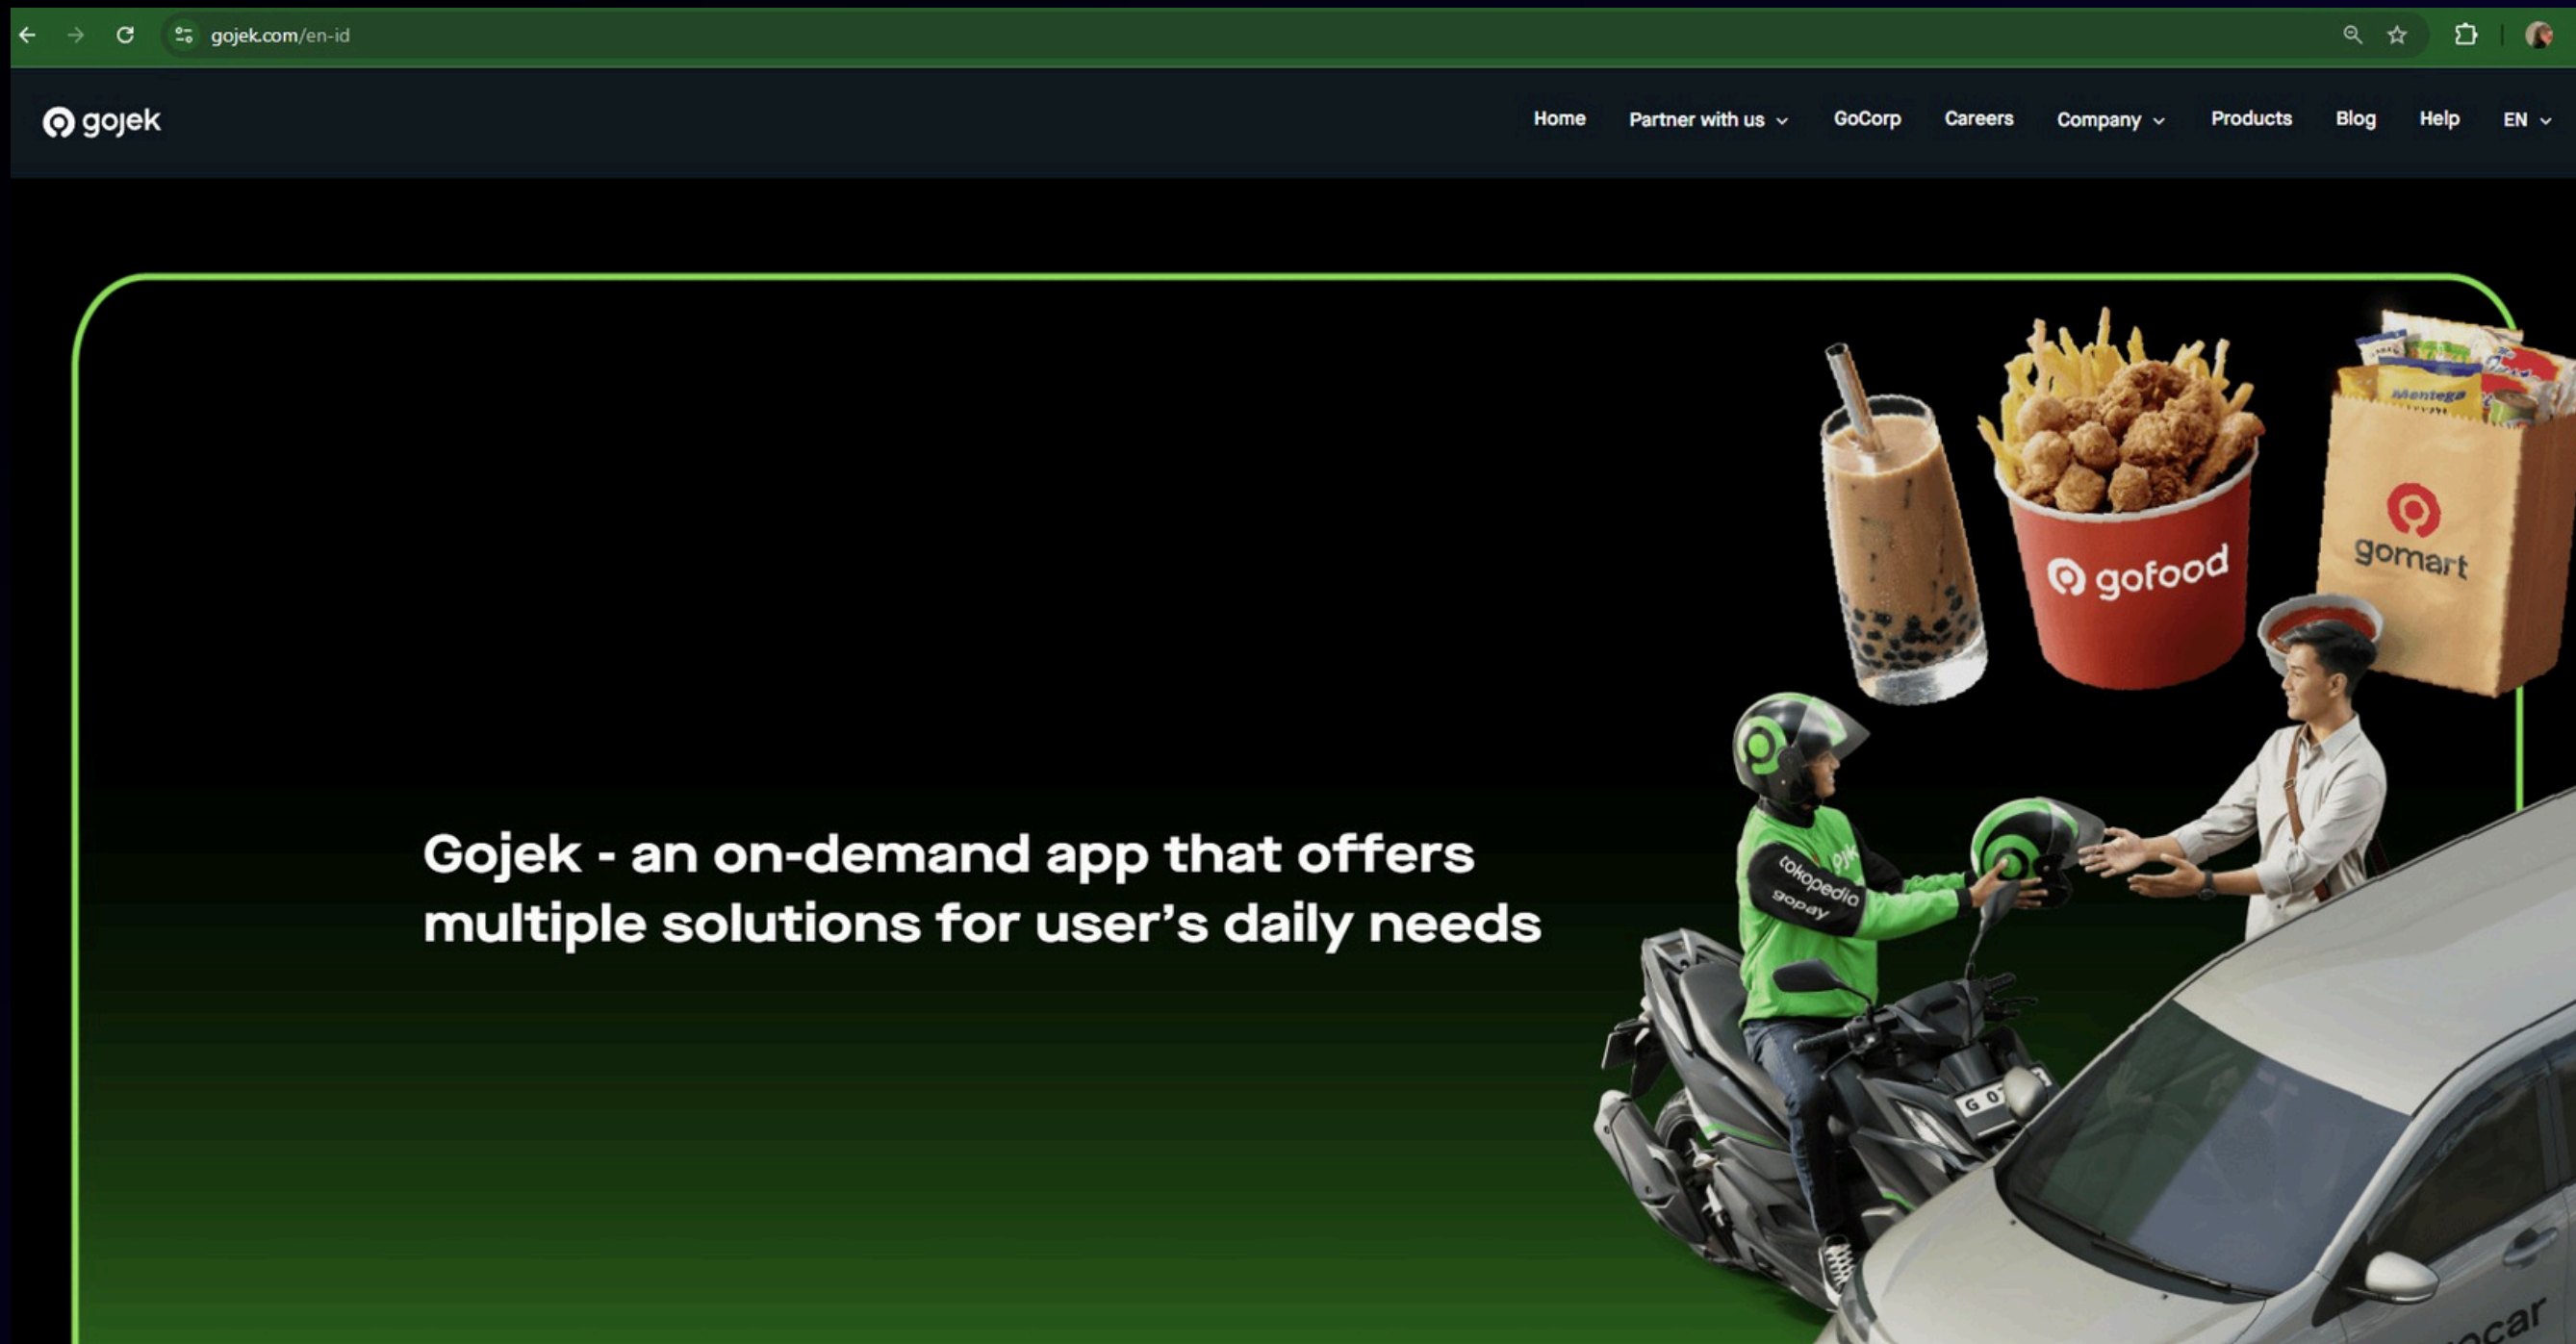 gojek.com/en-id
gojek
Home Partner with us GoCorp Careers Company Products Blog Help EN
Mentega
gofood
gomart
tokopedia
gopay
Gojek - an on-demand app that offers
multiple solutions for user's daily needs